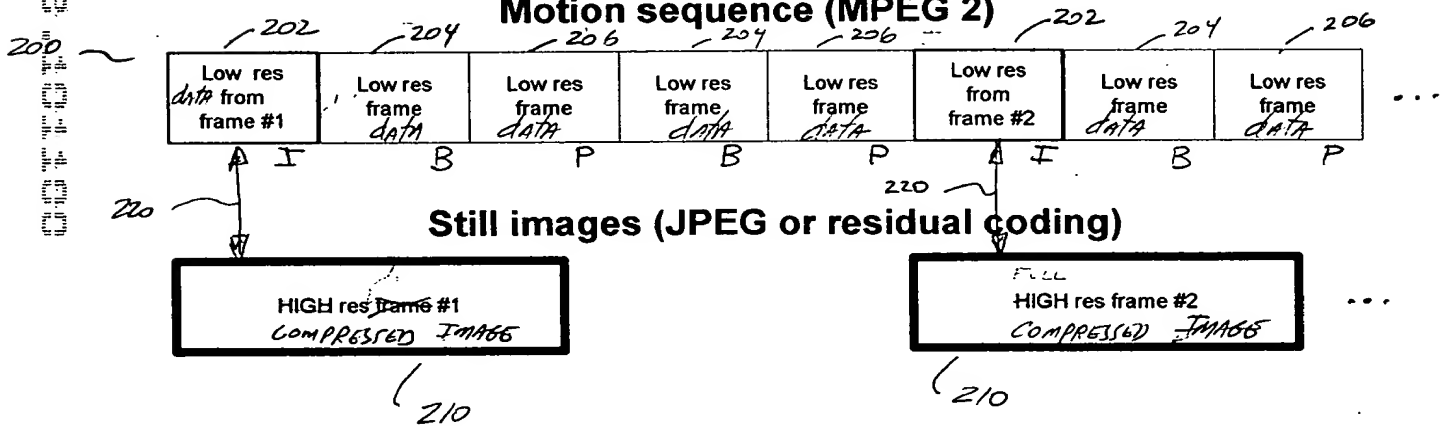 Motion sequence (MPEG 2)
200 202 204 206 204 206 202 204 206
Low res data from frame #1
Low res frame data
Low res frame data
Low res frame data
Low res frame data
Low res from frame #2
Low res frame data
Low res frame data
...
I B P B P I B P
220 220
Still images (JPEG or residual coding)
HIGH res frame #1
COMPRESSED IMAGE
FULL
HIGH res frame #2
COMPRESSED IMAGE
...
210 210